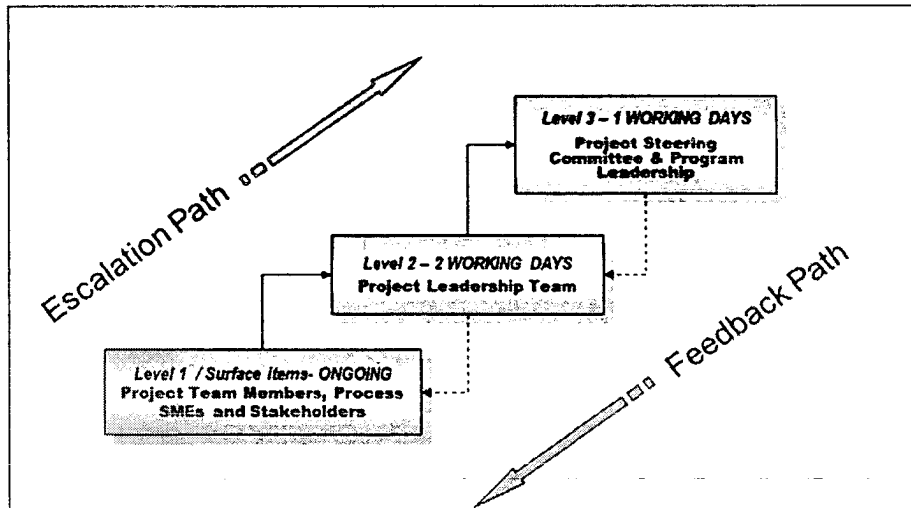 Escalation Path
Level 3 – 1 WORKING DAYS
Project Steering
Committee & Program
Leadership
Level 2 – 2 WORKING DAYS
Project Leadership Team
Level 1 / Surface Items- ONGOING
Project Team Members, Process
SMEs and Stakeholders
Feedback Path